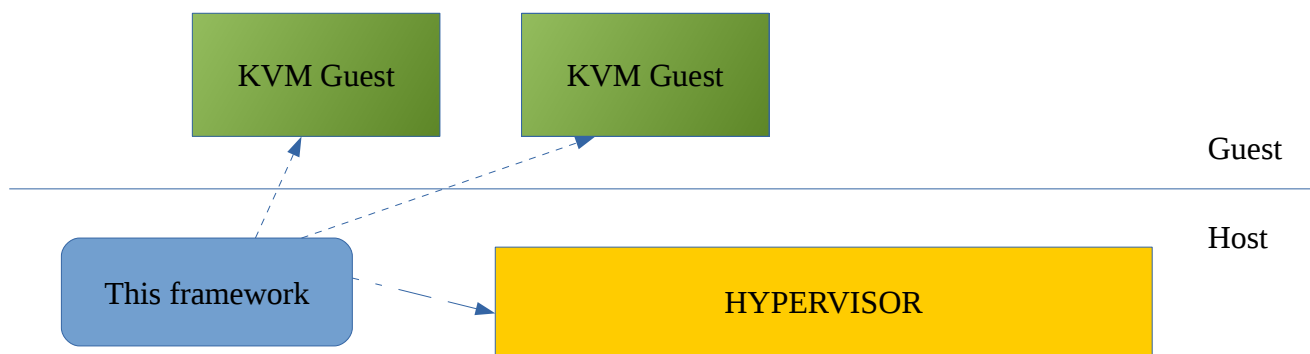 KVM Guest
KVM Guest
Guest
Host
This framework
HYPERVISOR